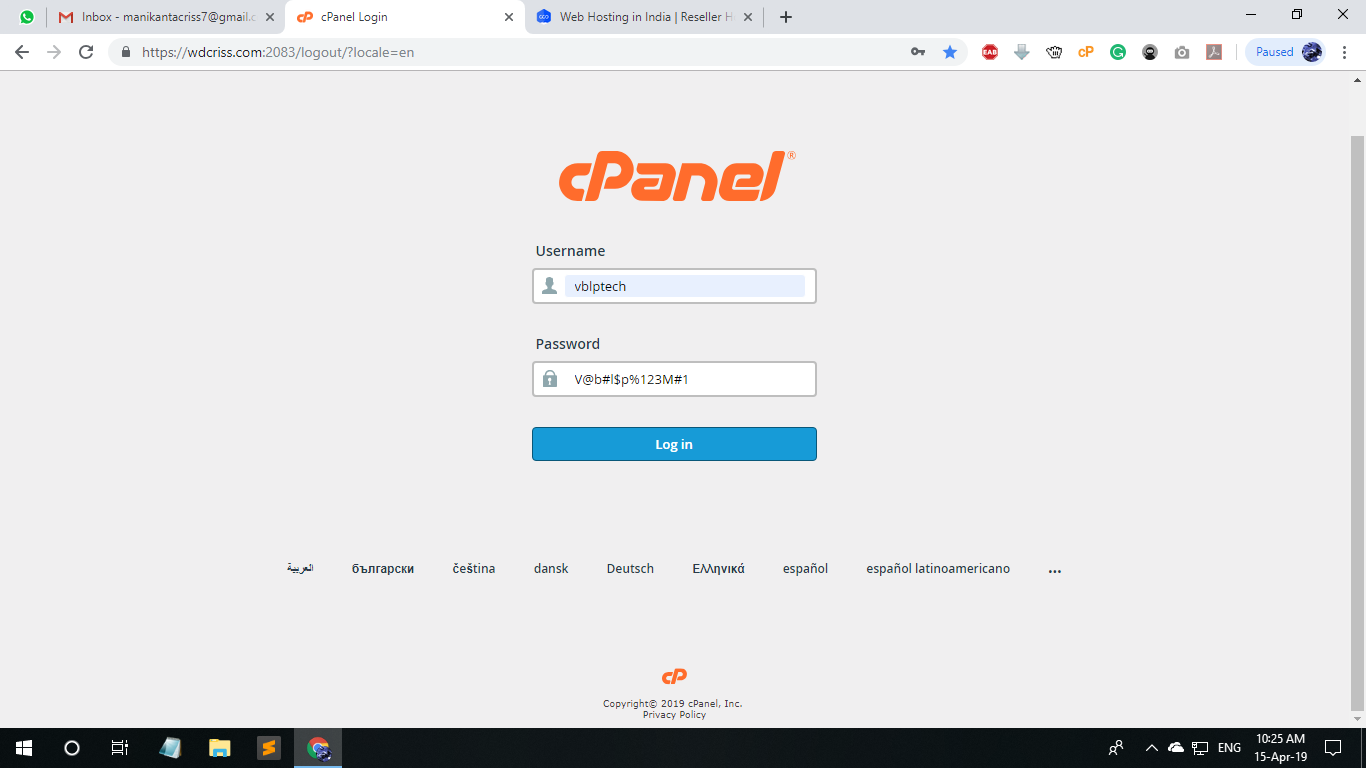 Inbox - manikantacriss7@gmail.c
cPanel Login
Web Hosting in India | Reseller H
https://wdcriss.com:2083/logout/?locale=en
EAB
cP
Paused
cPanel®
Username
vblptech
Password
V@b#l$p%123M#1
Log in
العربية български čeština dansk Deutsch Ελληνικά español español latinoamericano ...
cP
Copyright© 2019 cPanel, Inc.
Privacy Policy
ENG
10:25 AM
15-Apr-19